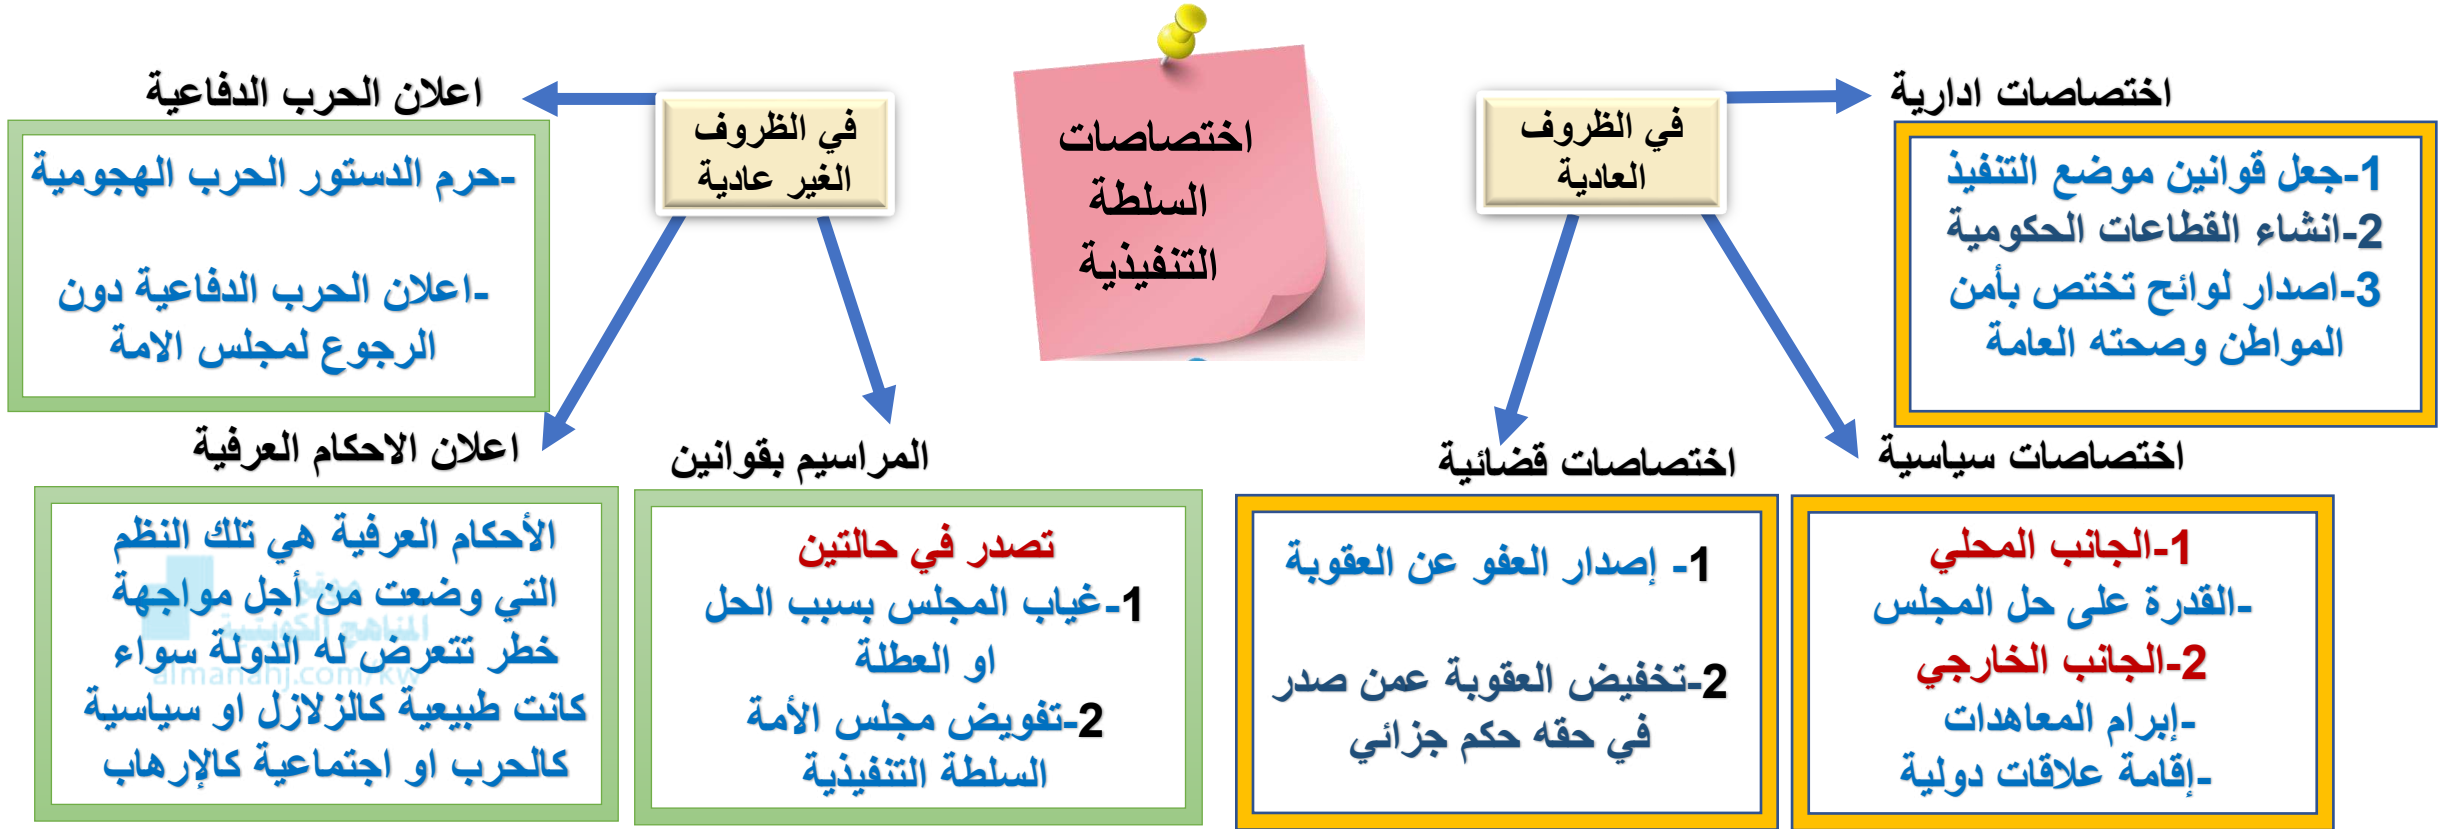 اختصاصات
السلطة
التنفيذية
في الظروف
العادية
اختصاصات ادارية
1-جعل قوانين موضع التنفيذ
2-انشاء القطاعات الحكومية
3-اصدار لوائح تختص بأمن
المواطن وصحته العامة
اختصاصات سياسية
1-الجانب المحلي
-القدرة على حل المجلس
2-الجانب الخارجي
-إبرام المعاهدات
-إقامة علاقات دولية
اختصاصات قضائية
1- إصدار العفو عن العقوبة
2-تخفيض العقوبة عمن صدر
في حقه حكم جزائي
في الظروف
الغير عادية
اعلان الحرب الدفاعية
-حرم الدستور الحرب الهجومية
-اعلان الحرب الدفاعية دون
الرجوع لمجلس الامة
المراسيم بقوانين
تصدر في حالتين
1-غياب المجلس بسبب الحل
او العطلة
2-تفويض مجلس الأمة
السلطة التنفيذية
اعلان الاحكام العرفية
الأحكام العرفية هي تلك النظم
التي وضعت من أجل مواجهة
خطر تتعرض له الدولة سواء
كانت طبيعية كالزلازل او سياسية
كالحرب او اجتماعية كالإرهاب
موقع
المناهج الكويتية
almanahj.com/kw